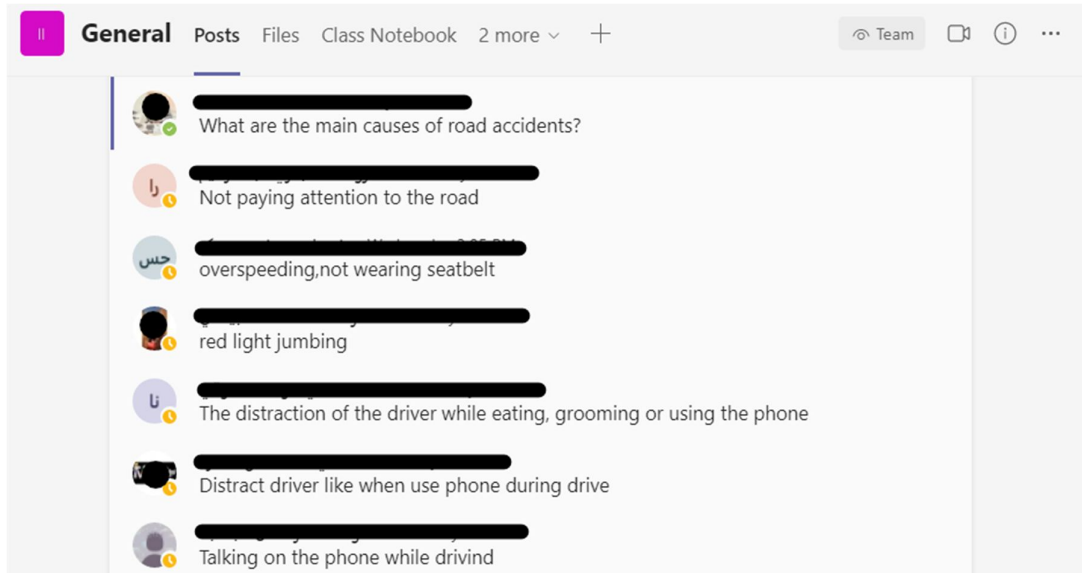 II General Posts Files Class Notebook 2 more Team
What are the main causes of road accidents?
را
Not paying attention to the road
حس
overspeeding,not wearing seatbelt
red light jumbing
نا
The distraction of the driver while eating, grooming or using the phone
Distract driver like when use phone during drive
Talking on the phone while drivind